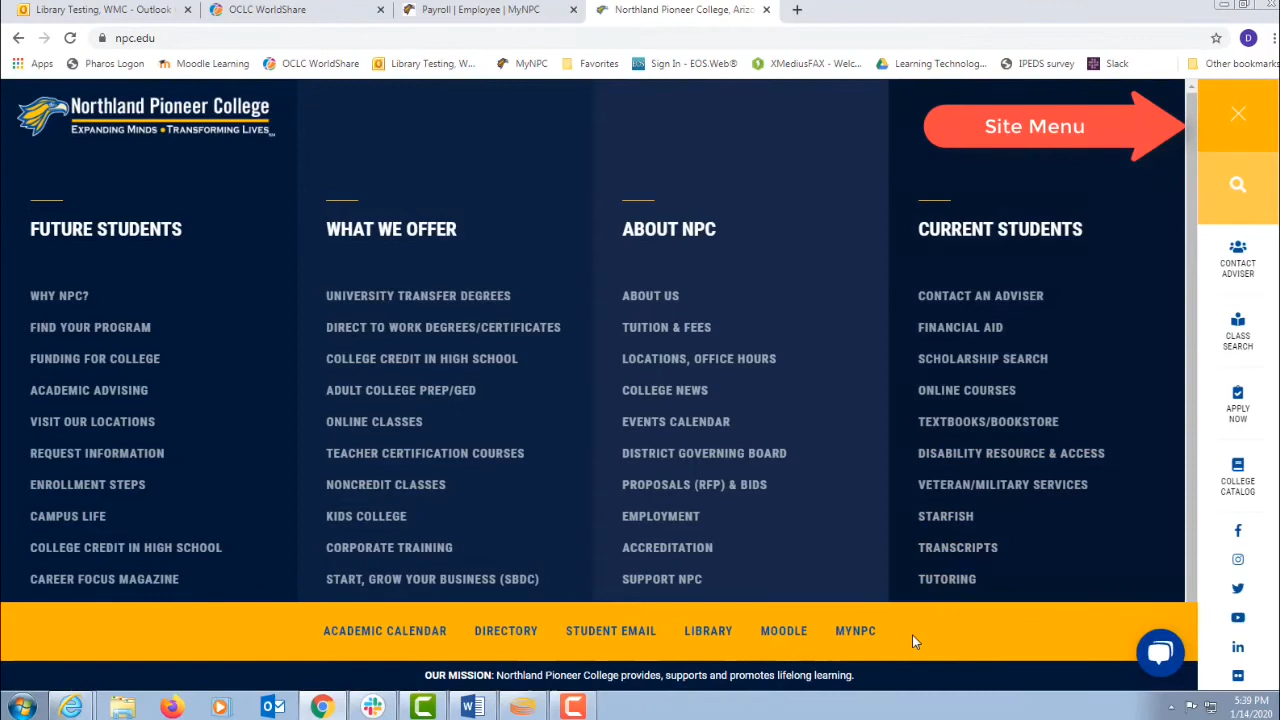 Library Testing, WMC - Outlook
OCLC WorldShare
Payroll | Employee | MyNPC
Northland Pioneer College, Arizo
npc.edu
D
Apps
Pharos Logon
Moodle Learning
OCLC WorldShare
Library Testing, W...
MyNPC
Favorites
Sign In - EOS.Web®
XMediusFAX - Welc...
Learning Technolog...
IPEDS survey
Slack
Other bookmarks
Northland Pioneer College
EXPANDING MINDS • TRANSFORMING LIVES
Site Menu
FUTURE STUDENTS
WHY NPC?
FIND YOUR PROGRAM
FUNDING FOR COLLEGE
ACADEMIC ADVISING
VISIT OUR LOCATIONS
REQUEST INFORMATION
ENROLLMENT STEPS
CAMPUS LIFE
COLLEGE CREDIT IN HIGH SCHOOL
CAREER FOCUS MAGAZINE
WHAT WE OFFER
UNIVERSITY TRANSFER DEGREES
DIRECT TO WORK DEGREES/CERTIFICATES
COLLEGE CREDIT IN HIGH SCHOOL
ADULT COLLEGE PREP/GED
ONLINE CLASSES
TEACHER CERTIFICATION COURSES
NONCREDIT CLASSES
KIDS COLLEGE
CORPORATE TRAINING
START, GROW YOUR BUSINESS (SBDC)
ABOUT NPC
ABOUT US
TUITION & FEES
LOCATIONS, OFFICE HOURS
COLLEGE NEWS
EVENTS CALENDAR
DISTRICT GOVERNING BOARD
PROPOSALS (RFP) & BIDS
EMPLOYMENT
ACCREDITATION
SUPPORT NPC
CURRENT STUDENTS
CONTACT AN ADVISER
FINANCIAL AID
SCHOLARSHIP SEARCH
ONLINE COURSES
TEXTBOOKS/BOOKSTORE
DISABILITY RESOURCE & ACCESS
VETERAN/MILITARY SERVICES
STARFISH
TRANSCRIPTS
TUTORING
CONTACT
ADVISER
CLASS
SEARCH
APPLY
NOW
COLLEGE
CATALOG
ACADEMIC CALENDAR
DIRECTORY
STUDENT EMAIL
LIBRARY
MOODLE
MYNPC
OUR MISSION: Northland Pioneer College provides, supports and promotes lifelong learning.
5:39 PM
1/14/2020